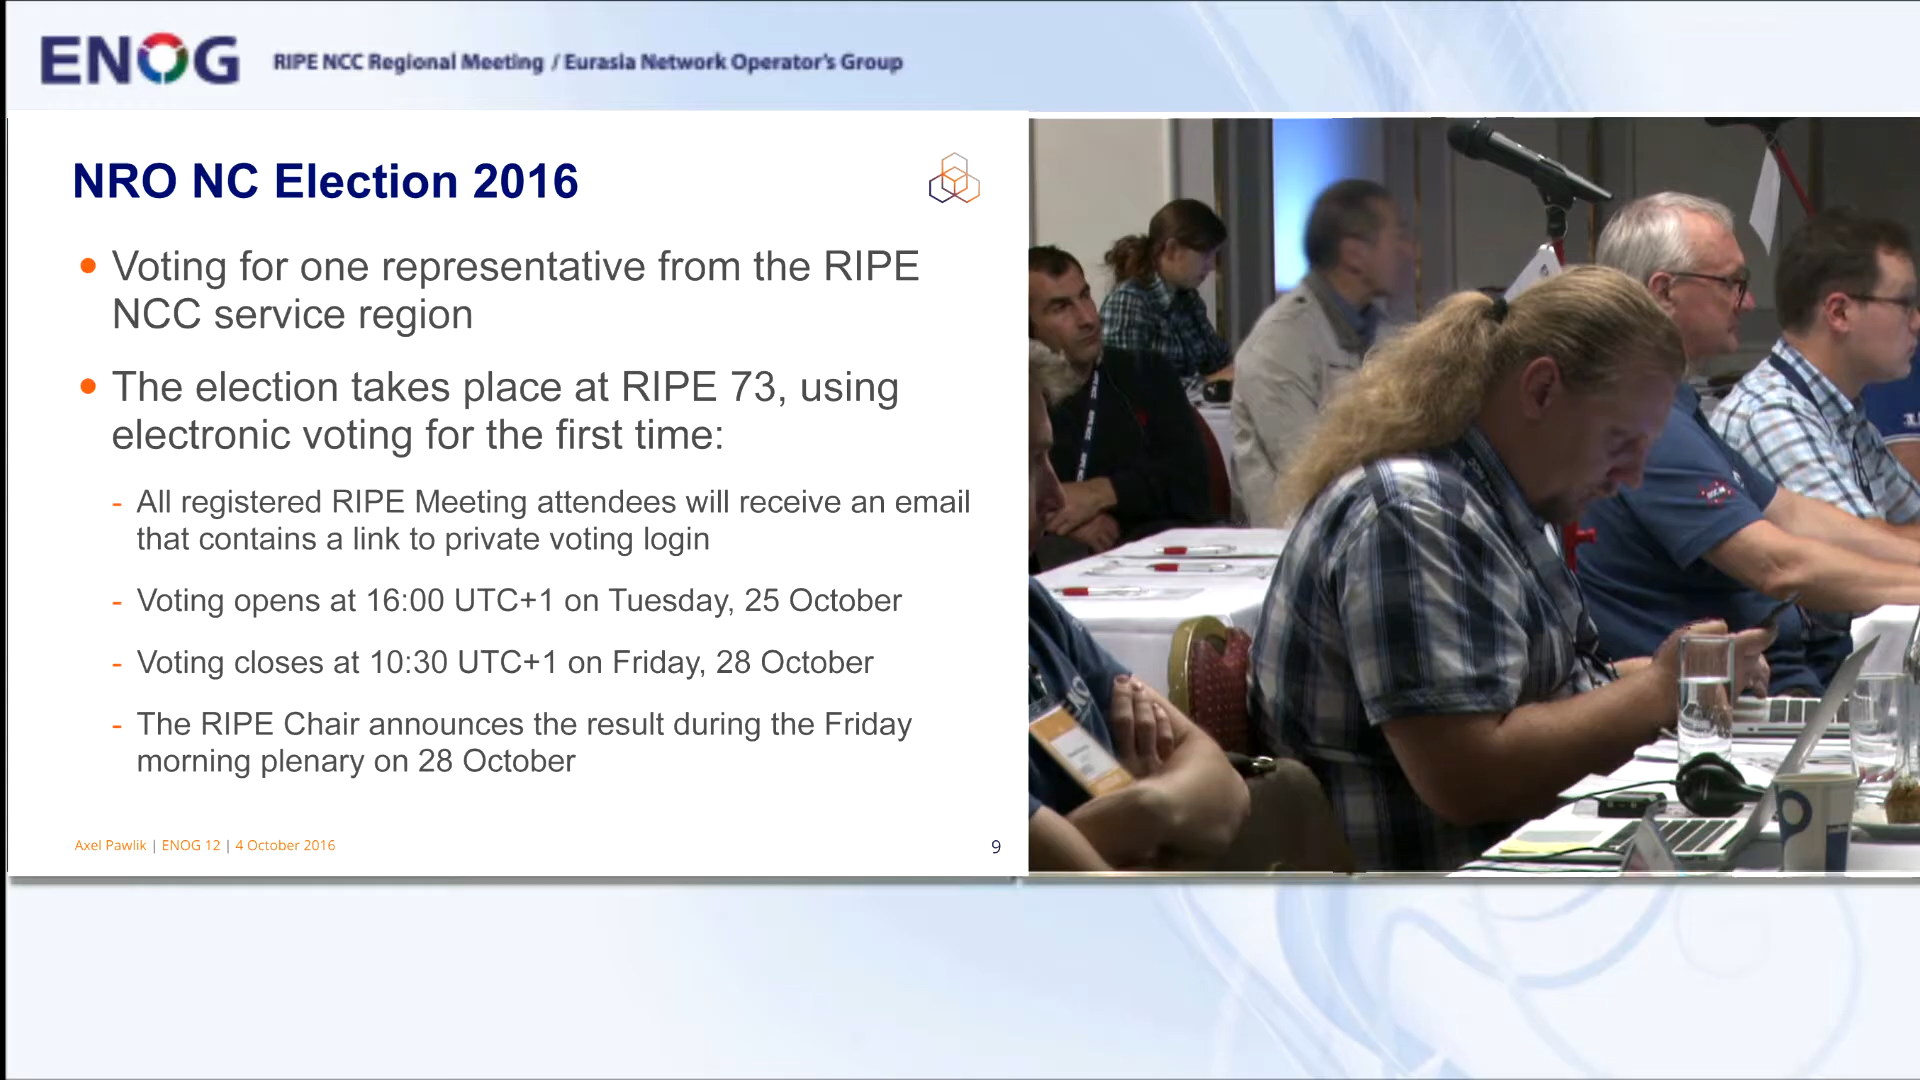 ENOG
RIPE NCC Regional Meeting / Eurasia Network Operator's Group
NRO NC Election 2016
• Voting for one representative from the RIPE
NCC service region
• The election takes place at RIPE 73, using
electronic voting for the first time:
- All registered RIPE Meeting attendees will receive an email
that contains a link to private voting login
- Voting opens at 16:00 UTC+1 on Tuesday, 25 October
- Voting closes at 10:30 UTC+1 on Friday, 28 October
- The RIPE Chair announces the result during the Friday
morning plenary on 28 October
Axel Pawlik | ENOG 12 | 4 October 2016
9